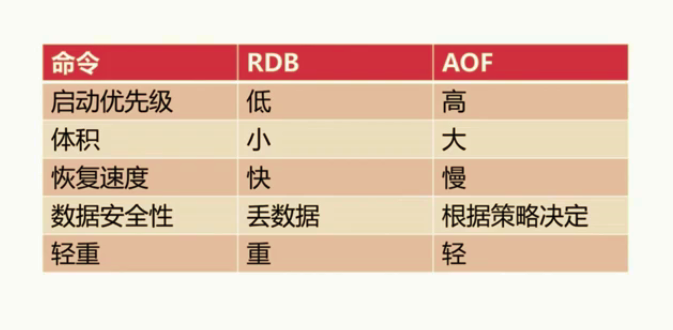 命令 RDB AOF
启动优先级 低 高
体积 小 大
恢复速度 快 慢
数据安全性 丢数据 根据策略决定
轻重 重 轻